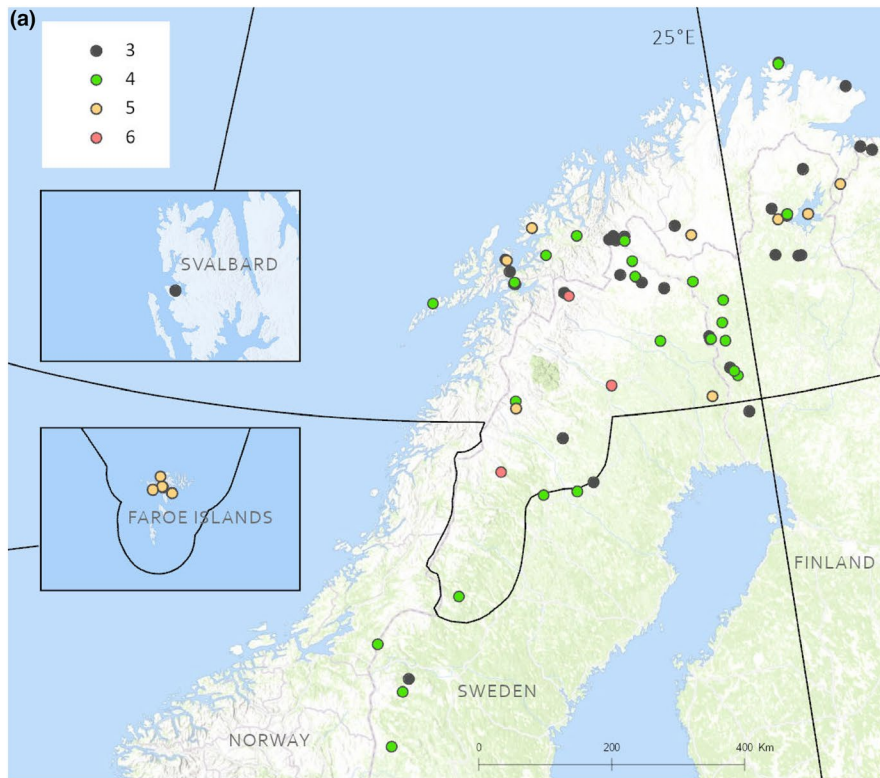 (a)
3
4
5
6
25°E
SVALBARD
FAROE ISLANDS
FINLAND
SWEDEN
NORWAY
0 200 400 Km